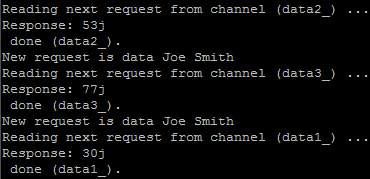 Reading next request from channel (data2_) ...
Response: 53j
 done (data2_).
New request is data Joe Smith
Reading next request from channel (data3_) ...
Response: 77j
 done (data3_).
New request is data Joe Smith
Reading next request from channel (data1_) ...
Response: 30j
 done (data1_).